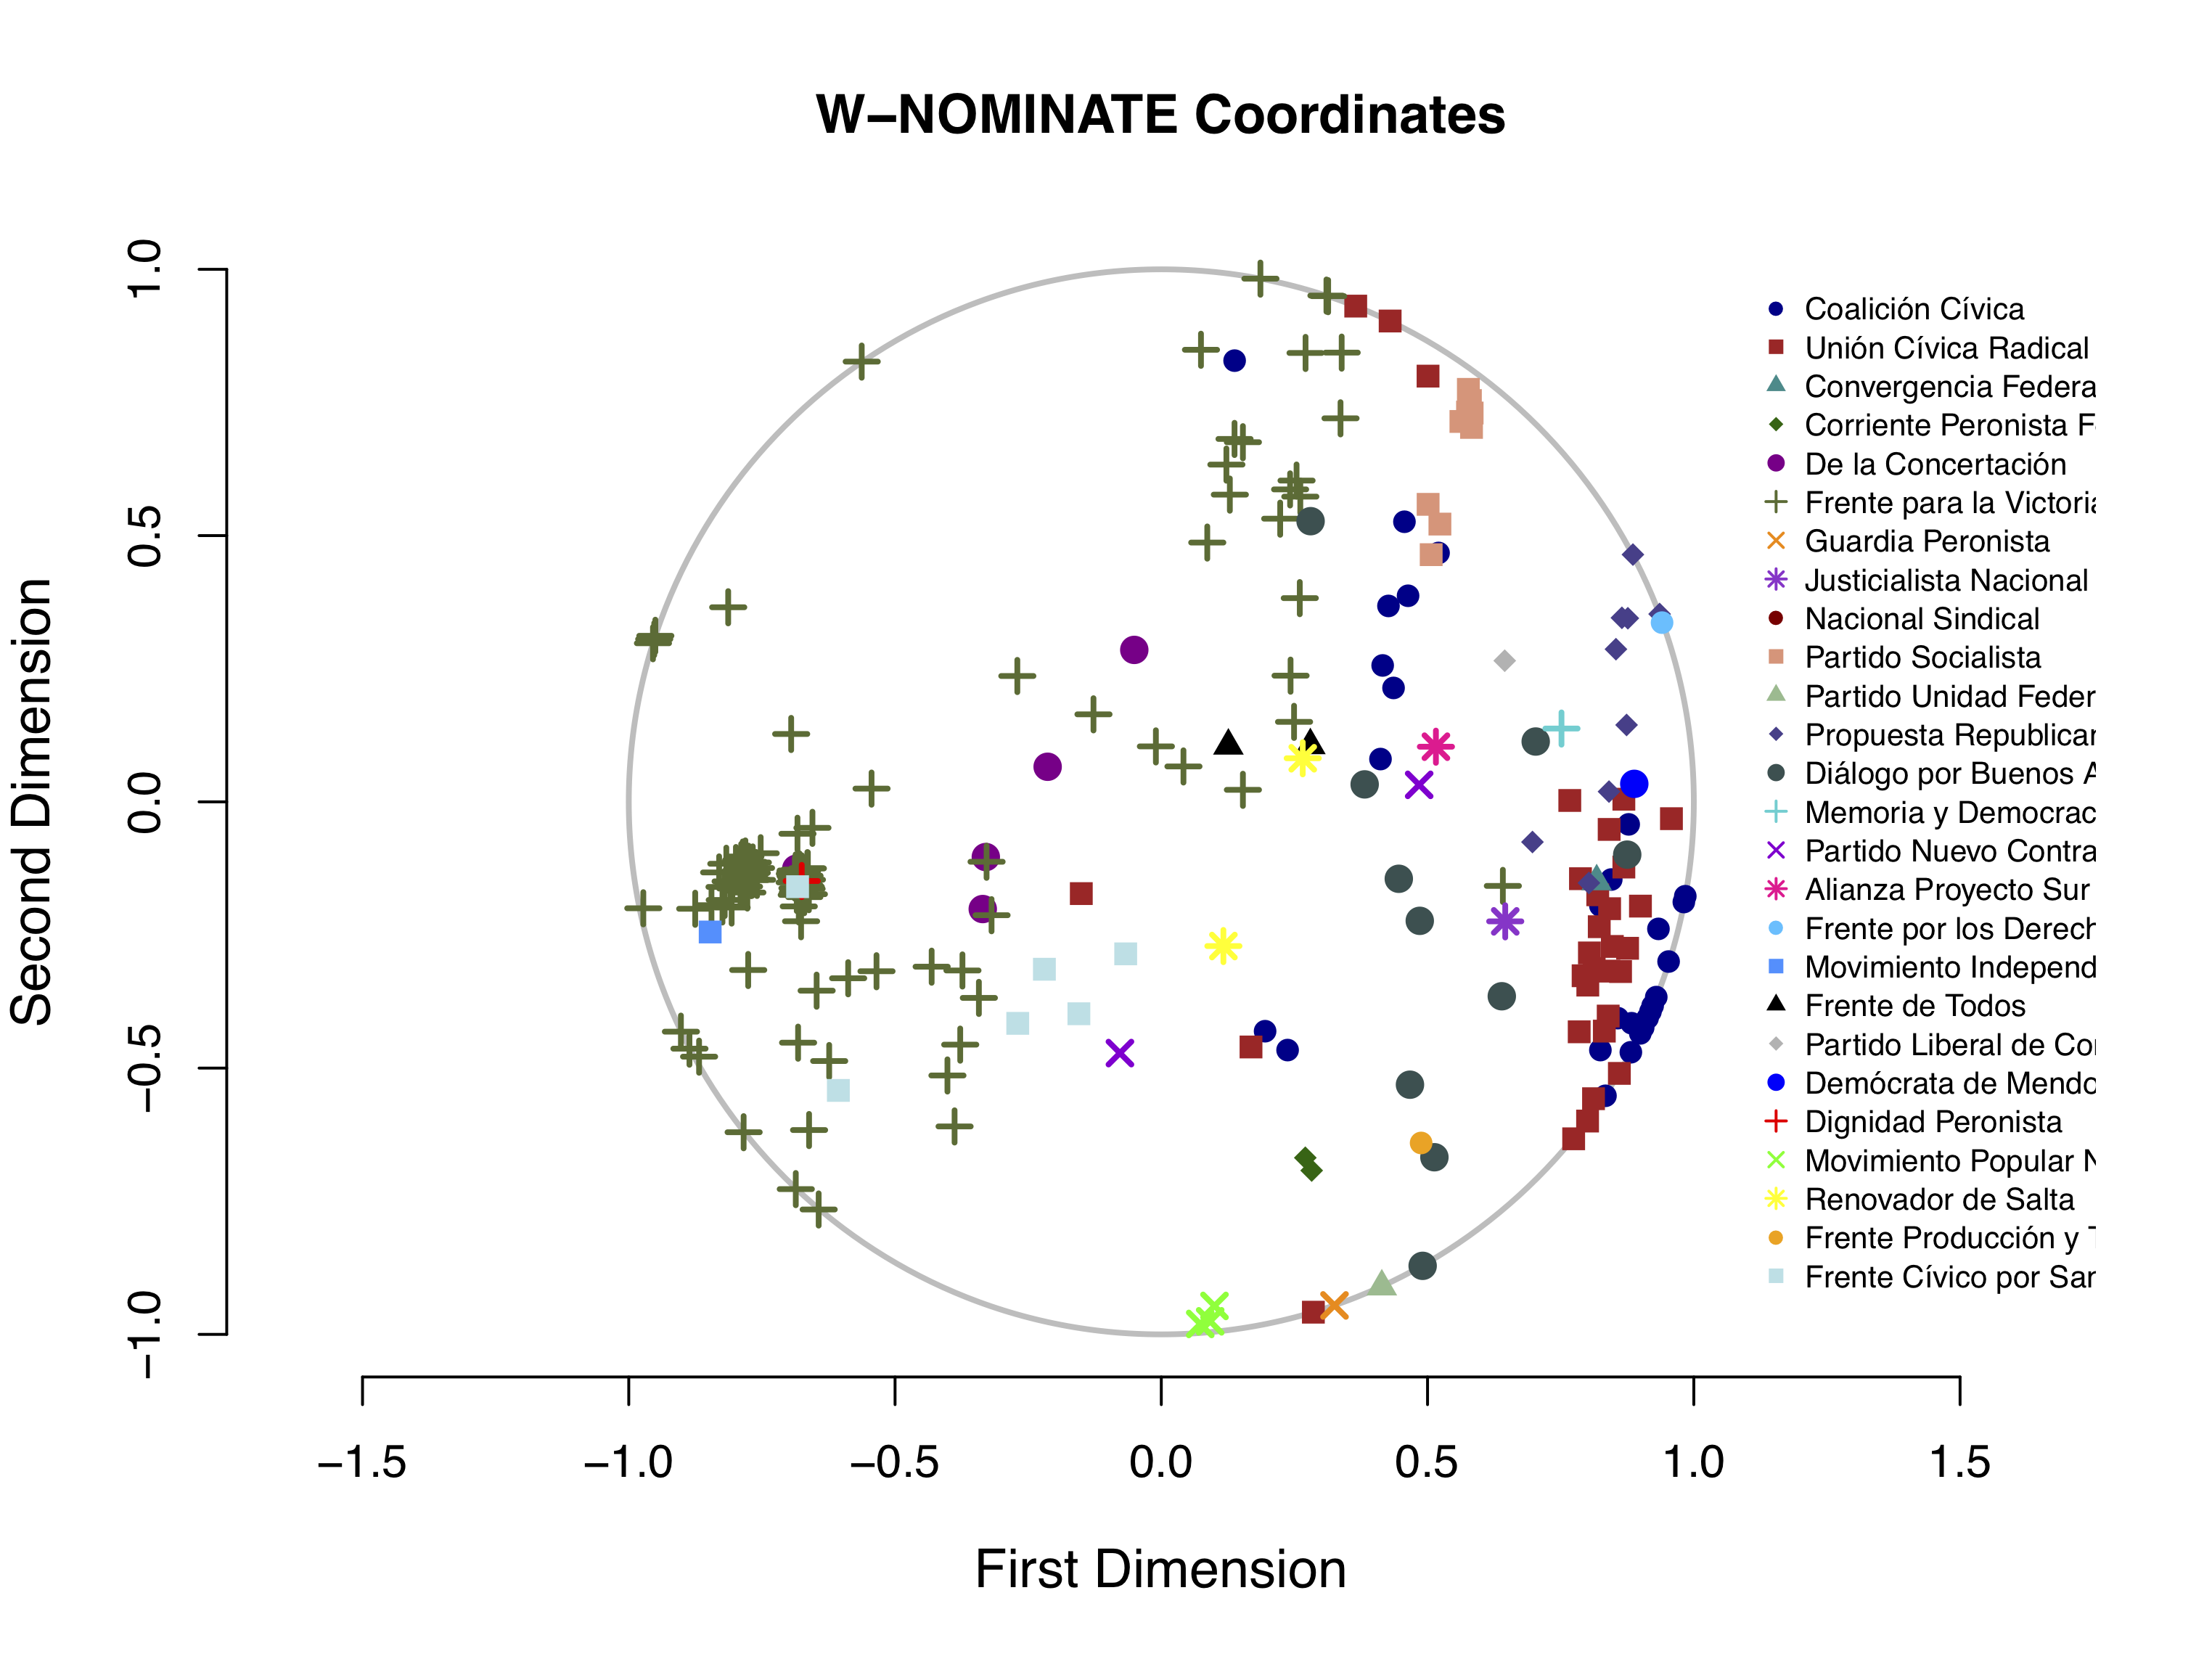 W−NOMINATE Coordinates
Second Dimension
1.0
0.5
0.0
−0.5
−1.0
Coalición Cívica
Unión Cívica Radical
Convergencia Federa
Corriente Peronista F
De la Concertación
Frente para la Victoria
Guardia Peronista
Justicialista Nacional
Nacional Sindical
Partido Socialista
Partido Unidad Feder
Propuesta Republicar
Diálogo por Buenos A
Memoria y Democrac
Partido Nuevo Contra
Alianza Proyecto Sur
Frente por los Derech
Movimiento Independ
Frente de Todos
Partido Liberal de Cor
Demócrata de Mendo
Dignidad Peronista
Movimiento Popular N
Renovador de Salta
Frente Producción y T
Frente Cívico por San
−1.5 −1.0 −0.5 0.0 0.5 1.0 1.5
First Dimension